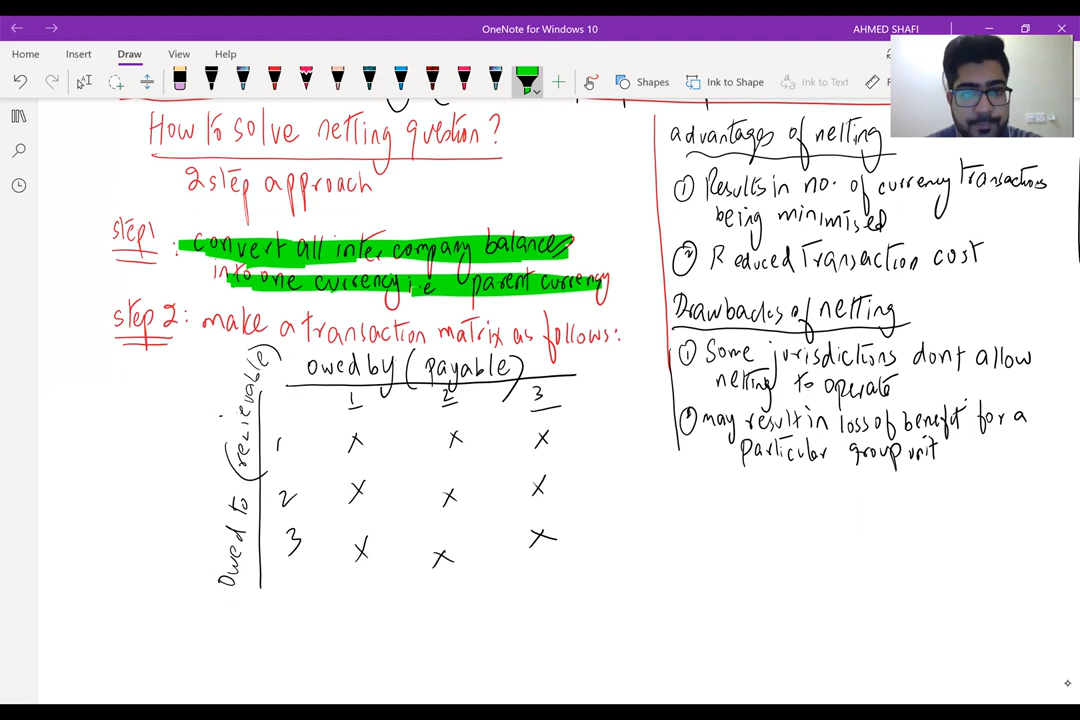 OneNote for Windows 10
AHMED SHAFI
Home Insert Draw View Help
Shapes Ink to Shape Ink to Text
How to solve netting question?
2 step approach
step 1 : convert all inter company balances
into one currency i.e parent currency
step 2: make a transaction matrix as follows:
owed by (payable)
1 2 3
owed to (recievable)
1 x x x
2 x x x
3 x x x
advantages of netting
① Results in no. of currency transactions
being minimised
② Reduced Transaction cost
Drawbacks of netting
① Some jurisdictions dont allow
netting to operate
② may result in loss of benefit for a
particular group unit